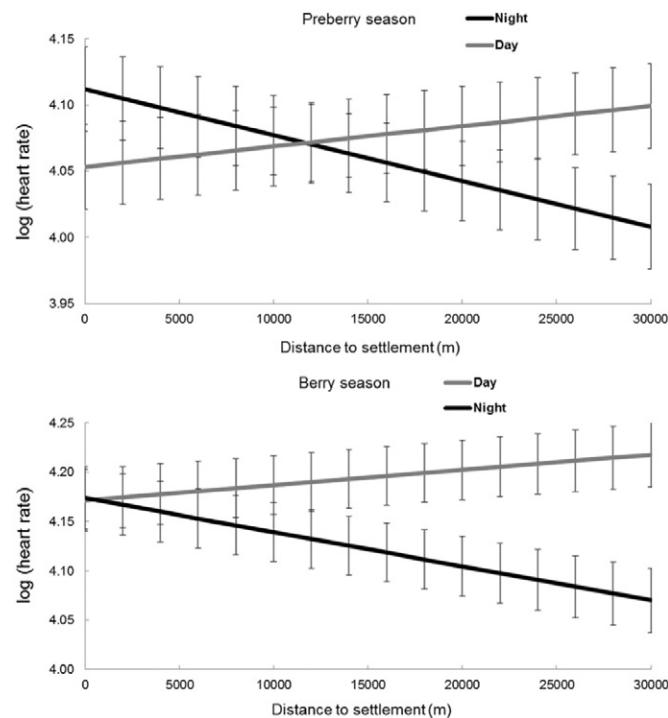 Preberry season
Night
Day
4.15
4.10
4.05
4.00
3.95
log (heart rate)
0 5000 10000 15000 20000 25000 30000
Distance to settlement (m)
Berry season
Day
Night
4.25
4.20
4.15
4.10
4.05
4.00
log (heart rate)
0 5000 10000 15000 20000 25000 30000
Distance to settlement (m)